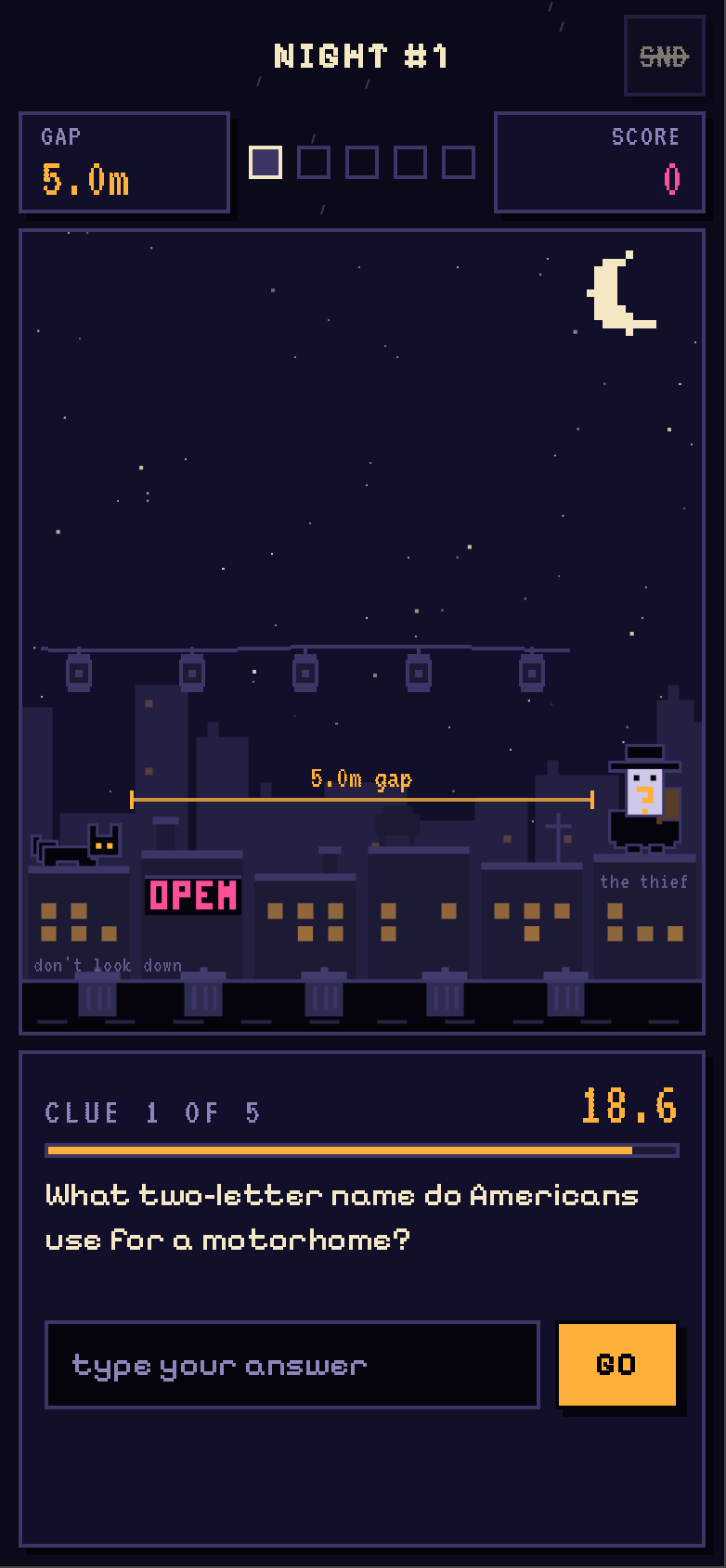 NIGHT #1
SND
GAP
5.0m
SCORE
0
5.0m gap
OPEN
the thief
don't look down
CLUE 1 OF 5
18.6
What two-letter name do Americans
use for a motorhome?
type your answer
GO